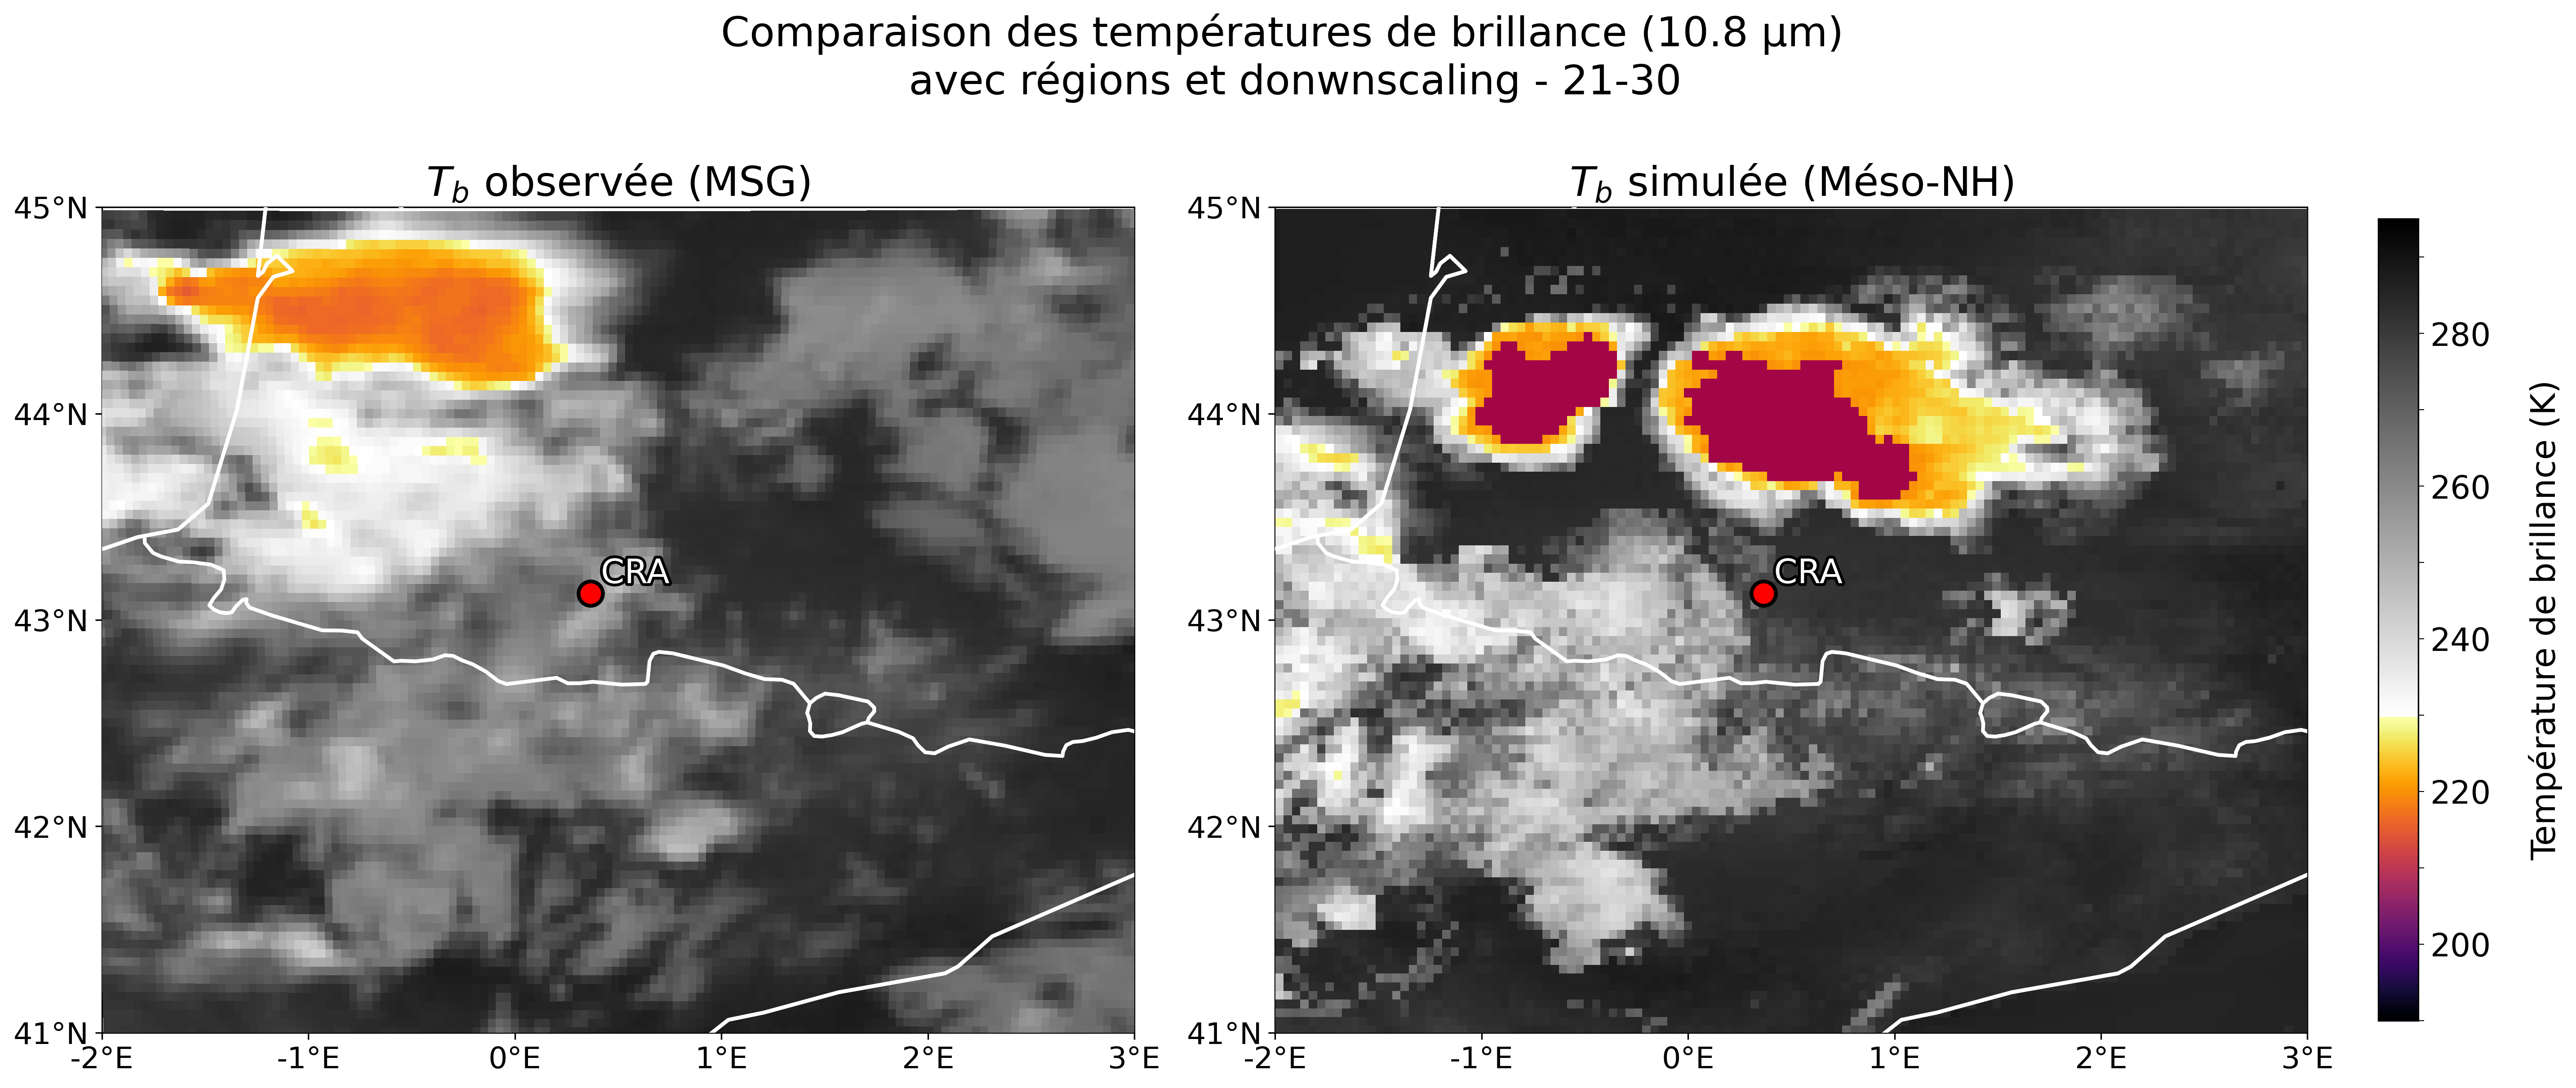 Comparaison des températures de brillance (10.8 µm)
avec régions et donwnscaling - 21-30
T_b observée (MSG)
45°N
44°N
43°N
42°N
41°N
-2°E
-1°E
0°E
1°E
2°E
3°E
CRA
T_b simulée (Méso-NH)
45°N
44°N
43°N
42°N
41°N
-2°E
-1°E
0°E
1°E
2°E
3°E
CRA
280
260
240
220
200
Température de brillance (K)